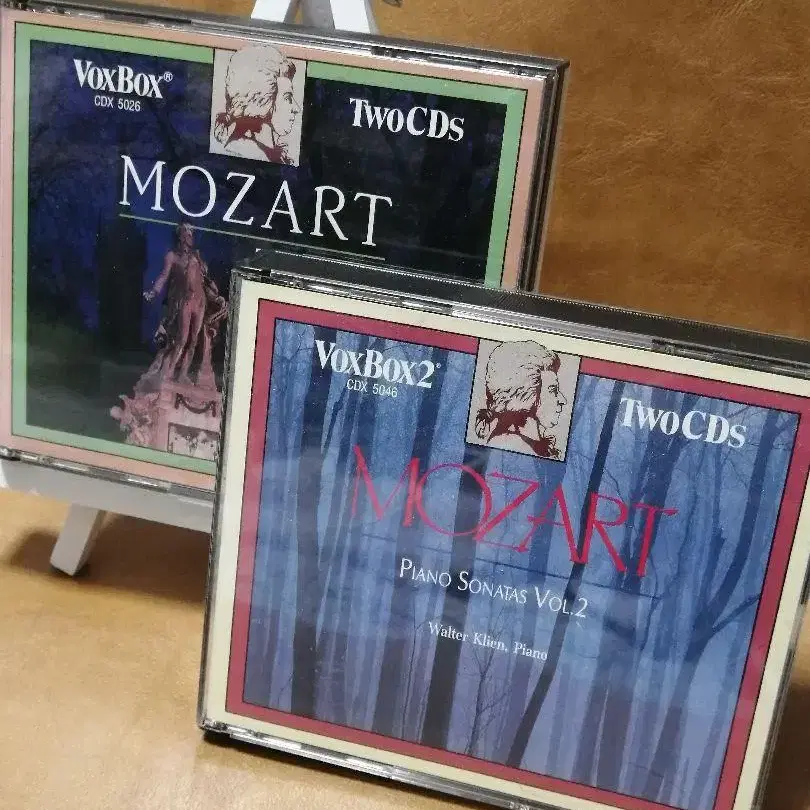 VOXBOX®
CDX 5026
TWO CDS
MOZART
VOXBOX2®
CDX 5046
TWO CDS
MOZART
PIANO SONATAS VOL.2
Walter Klien, Piano